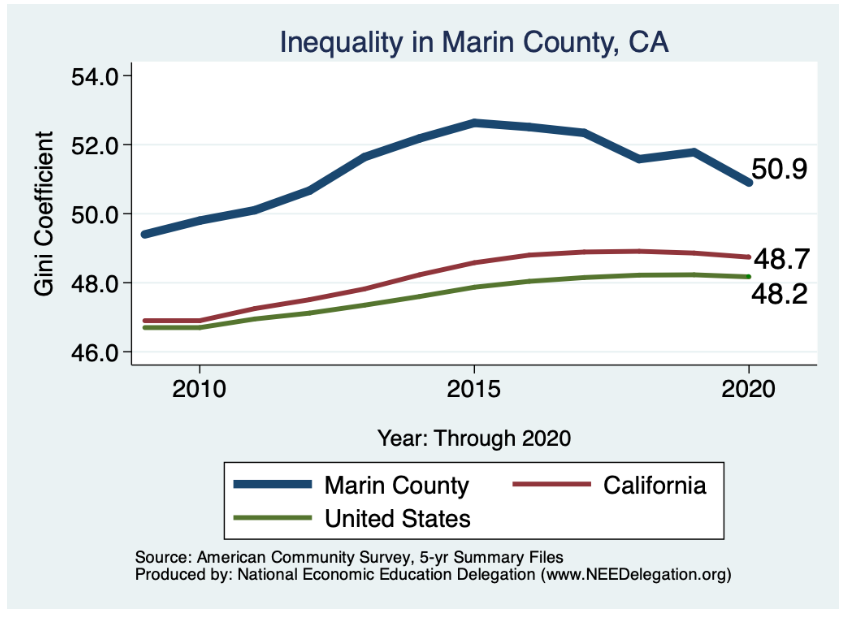 Inequality in Marin County, CA
54.0
52.0
50.0
48.0
46.0
Gini Coefficient
50.9
48.7
48.2
2010 2015 2020
Year: Through 2020
Marin County California
United States
Source: American Community Survey, 5-yr Summary Files
Produced by: National Economic Education Delegation (www.NEEDelegation.org)